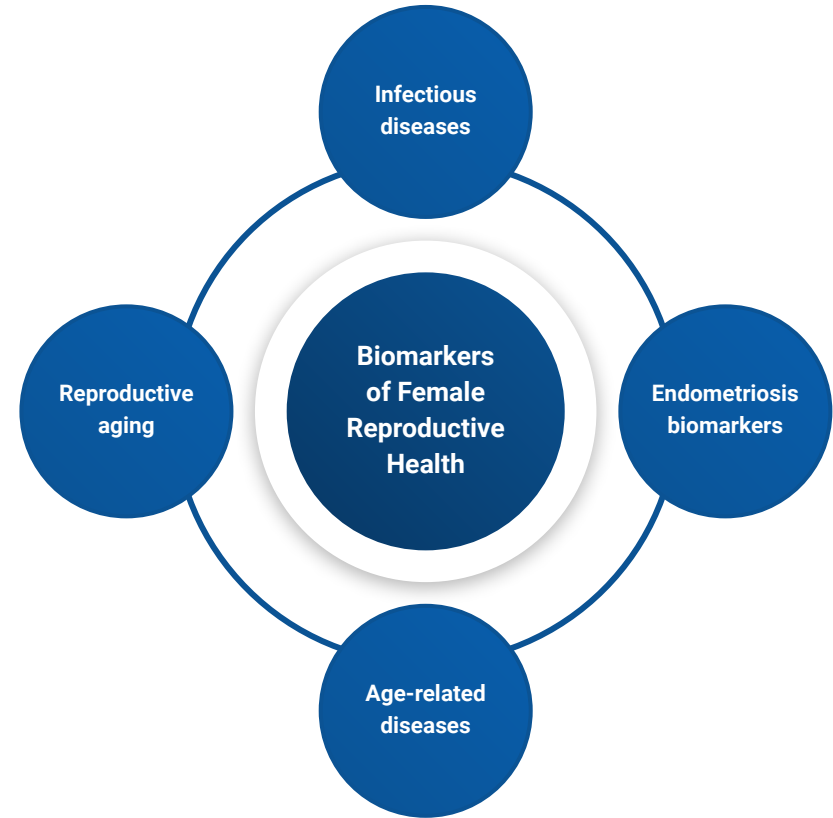 Infectious
diseases
Biomarkers
of Female
Reproductive
Health
Reproductive
aging
Endometriosis
biomarkers
Age-related
diseases